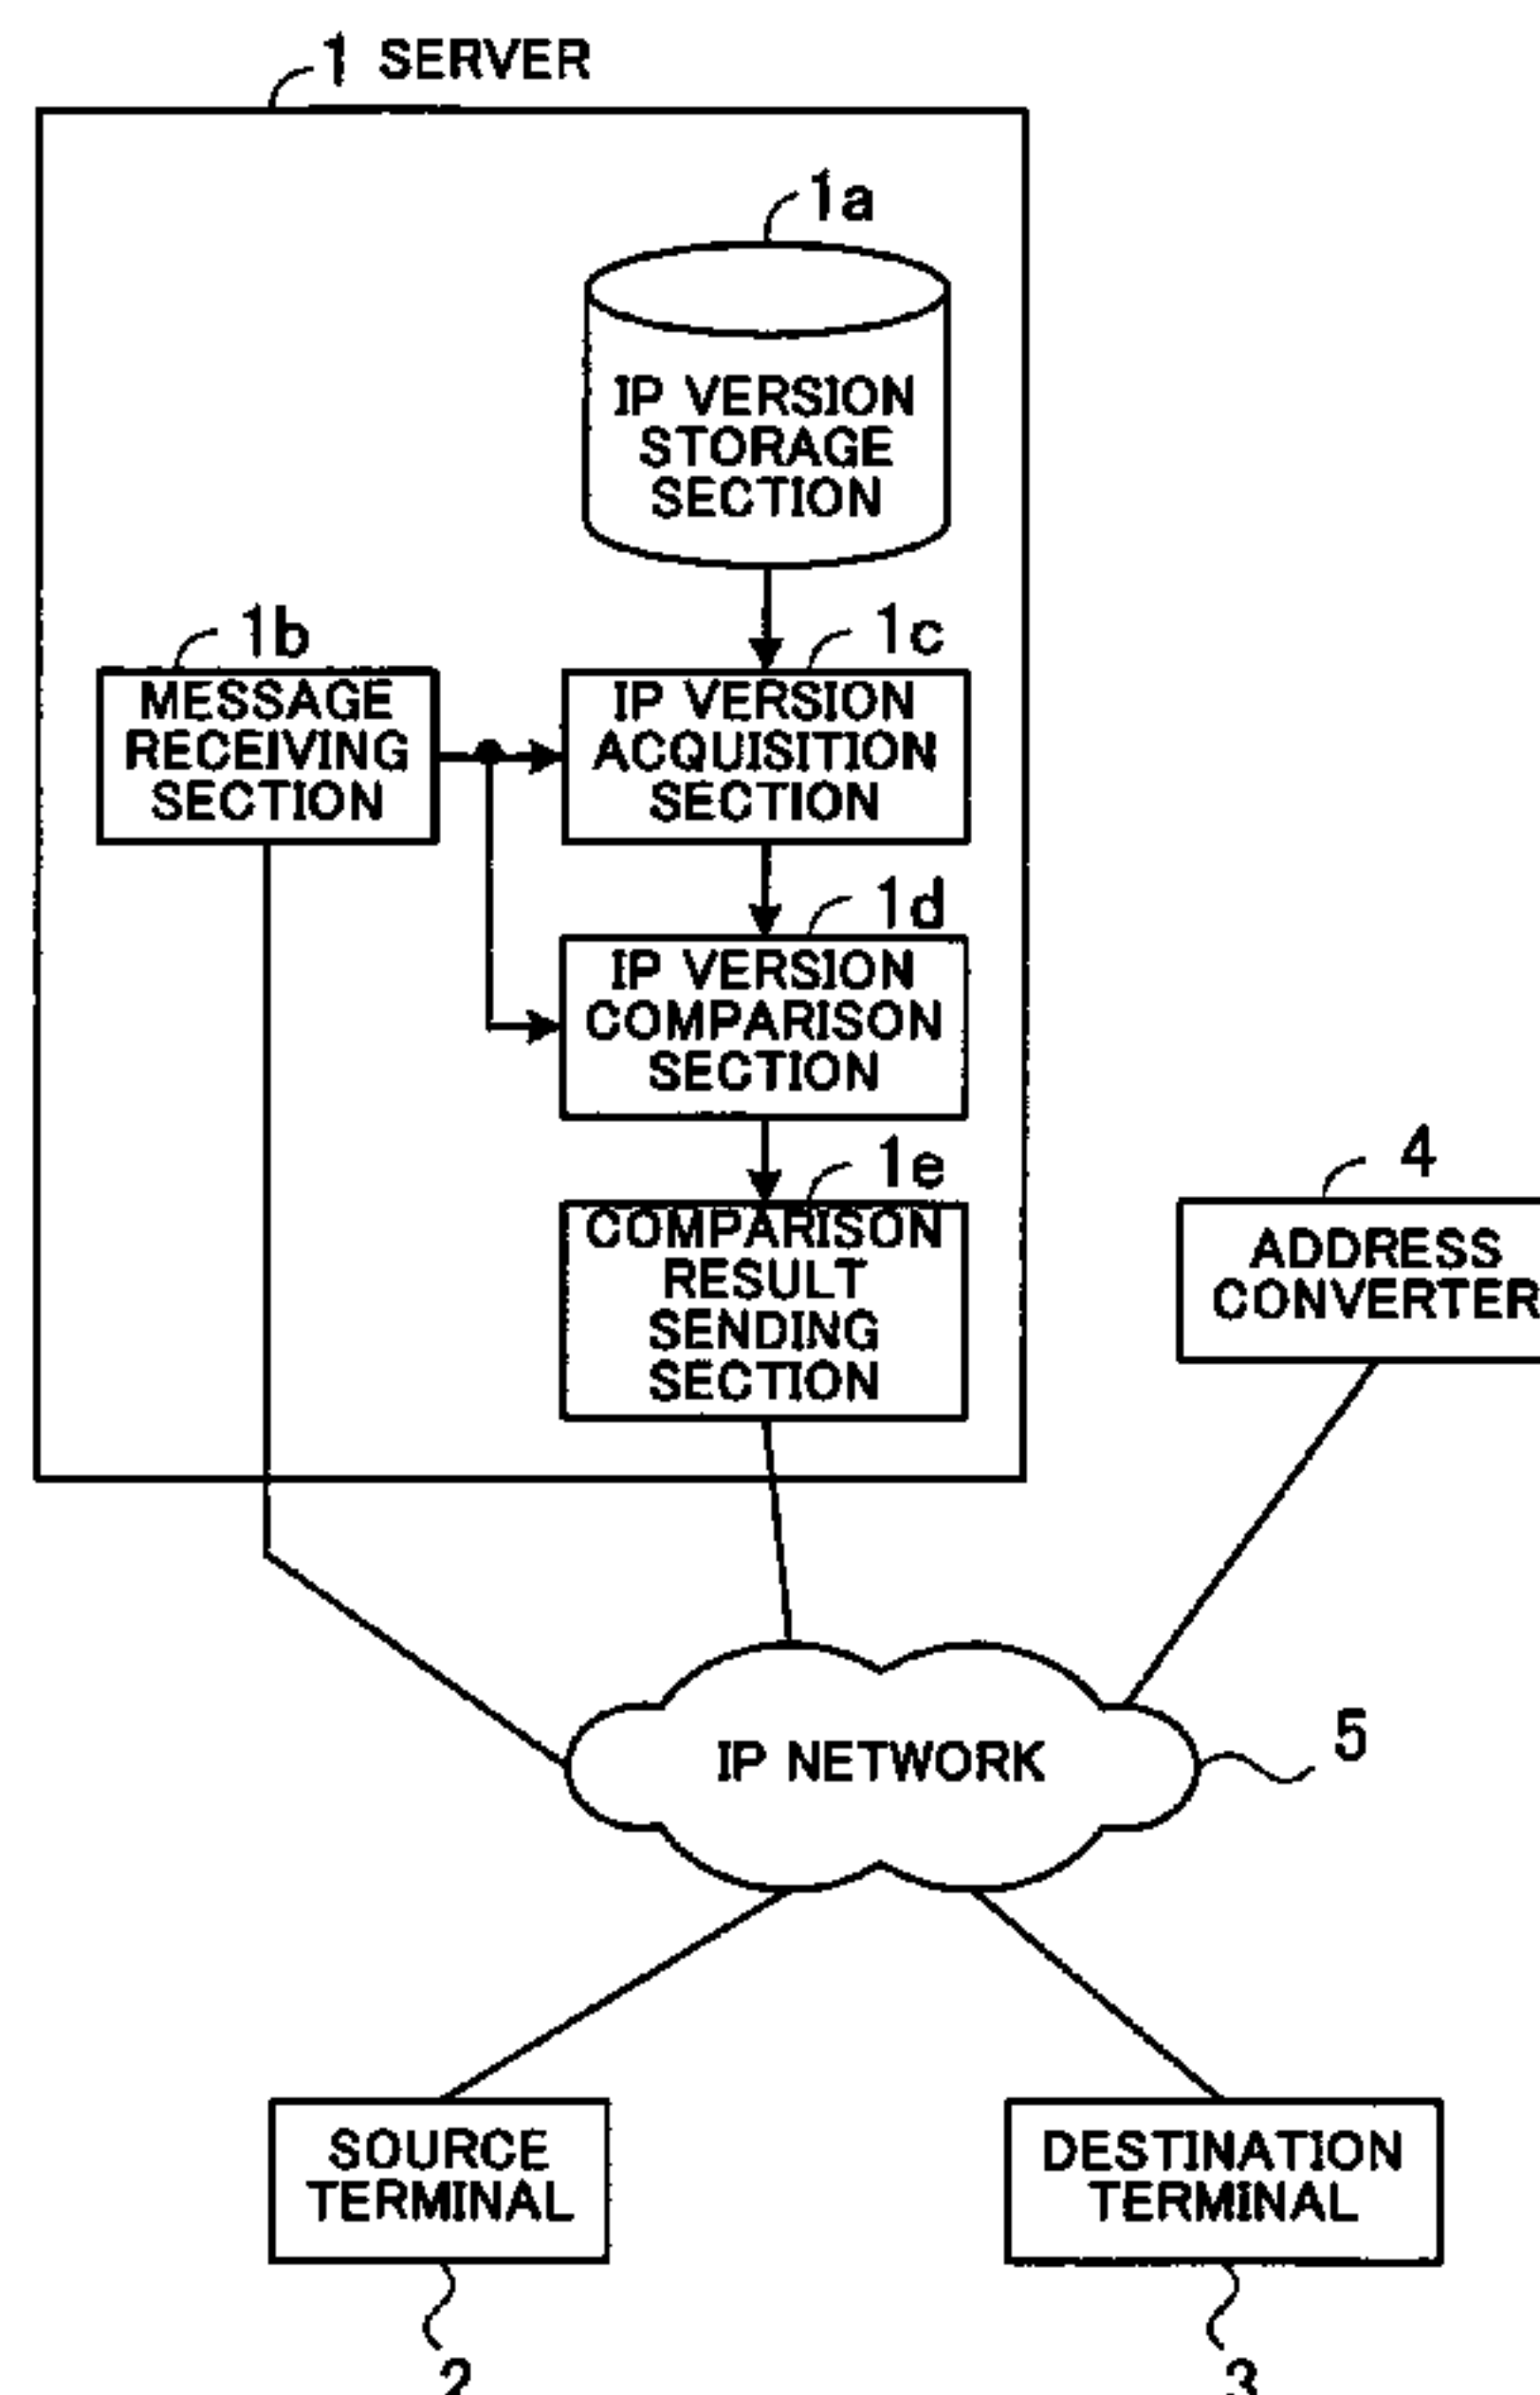 1 SERVER
1a
IP VERSION
STORAGE
SECTION
1b
MESSAGE
RECEIVING
SECTION
1c
IP VERSION
ACQUISITION
SECTION
1d
IP VERSION
COMPARISON
SECTION
1e
COMPARISON
RESULT
SENDING
SECTION
4
ADDRESS
CONVERTER
IP NETWORK
5
SOURCE
TERMINAL
DESTINATION
TERMINAL
2
3